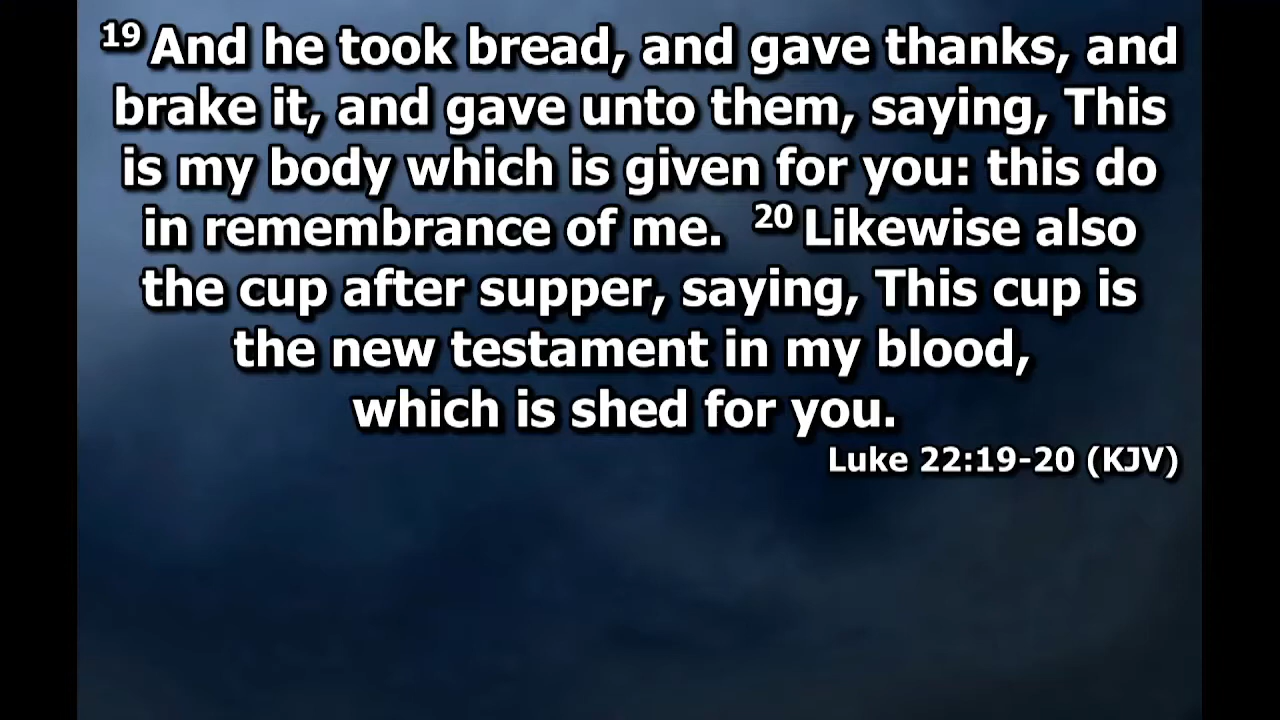 19 And he took bread, and gave thanks, and
brake it, and gave unto them, saying, This
is my body which is given for you: this do
in remembrance of me. 20 Likewise also
the cup after supper, saying, This cup is
the new testament in my blood,
which is shed for you.
Luke 22:19-20 (KJV)